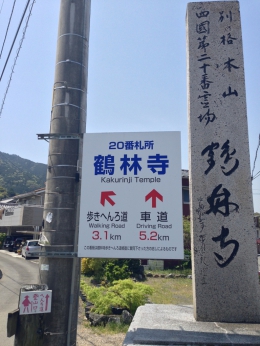 別格本山
四國第二十番霊場
鶴林寺
20番札所
鶴林寺
Kakurinji Temple
歩きへんろ道
Walking Road
3.1km
車道
Driving Road
5.2km